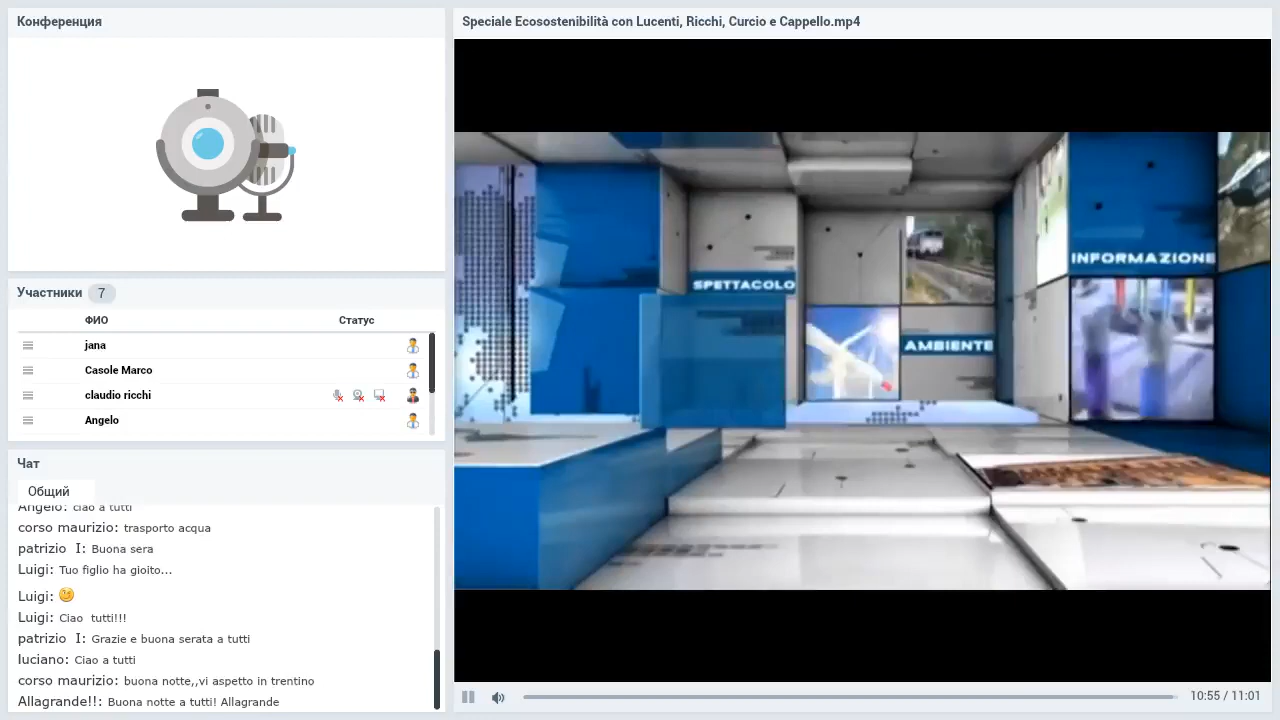 Конференция
Участники 7
ФИО Статус
jana
Casole Marco
claudio ricchi
Angelo
Чат
Общий
Angelo: ciao a tutti
corso maurizio: trasporto acqua
patrizio I: Buona sera
Luigi: Tuo figlio ha gioito...
Luigi:
Luigi: Ciao tutti!!!
patrizio I: Grazie e buona serata a tutti
luciano: Ciao a tutti
corso maurizio: buona notte,,vi aspetto in trentino
Allagrande!!: Buona notte a tutti! Allagrande
Speciale Ecosostenibilità con Lucenti, Ricchi, Curcio e Cappello.mp4
INFORMAZIONE
SPETTACOLO
AMBIENTE
10:55 / 11:01